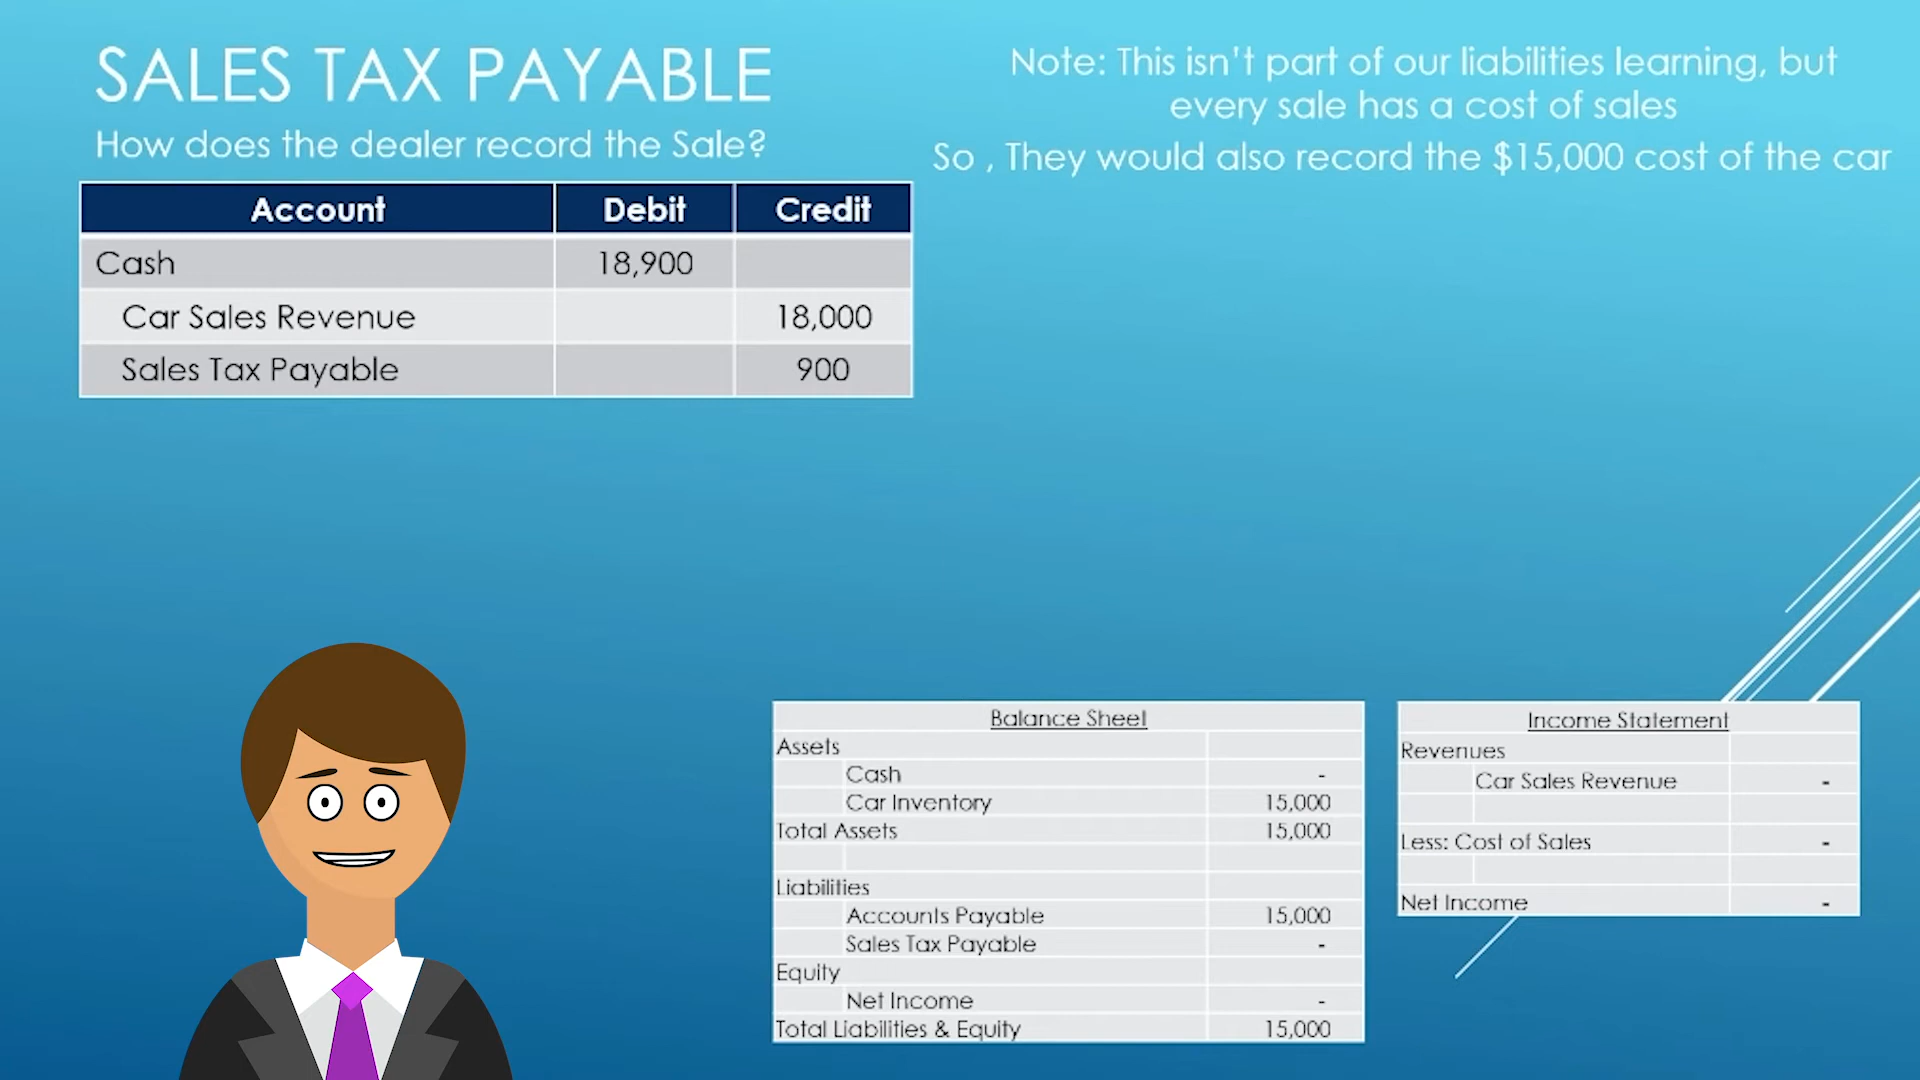 SALES TAX PAYABLE
How does the dealer record the Sale?
Note: This isn't part of our liabilities learning, but
every sale has a cost of sales
So , They would also record the $15,000 cost of the car
Account Debit Credit
Cash 18,900
Car Sales Revenue 18,000
Sales Tax Payable 900
Balance Sheet
Assets
Cash -
Car Inventory 15,000
Total Assets 15,000
Liabilities
Accounts Payable 15,000
Sales Tax Payable -
Equity
Net Income -
Total Liabilities & Equity 15,000
Income Statement
Revenues
Car Sales Revenue -
Less: Cost of Sales -
Net Income -